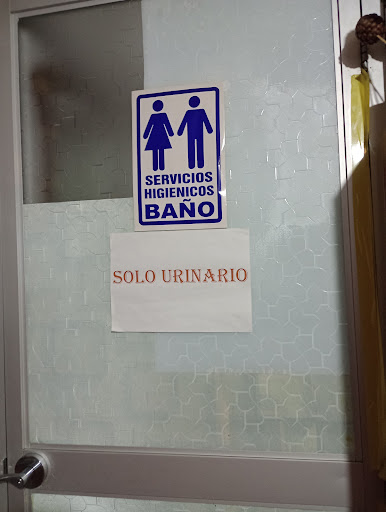 SERVICIOS
HIGIENICOS
BAÑO
SOLO URINARIO